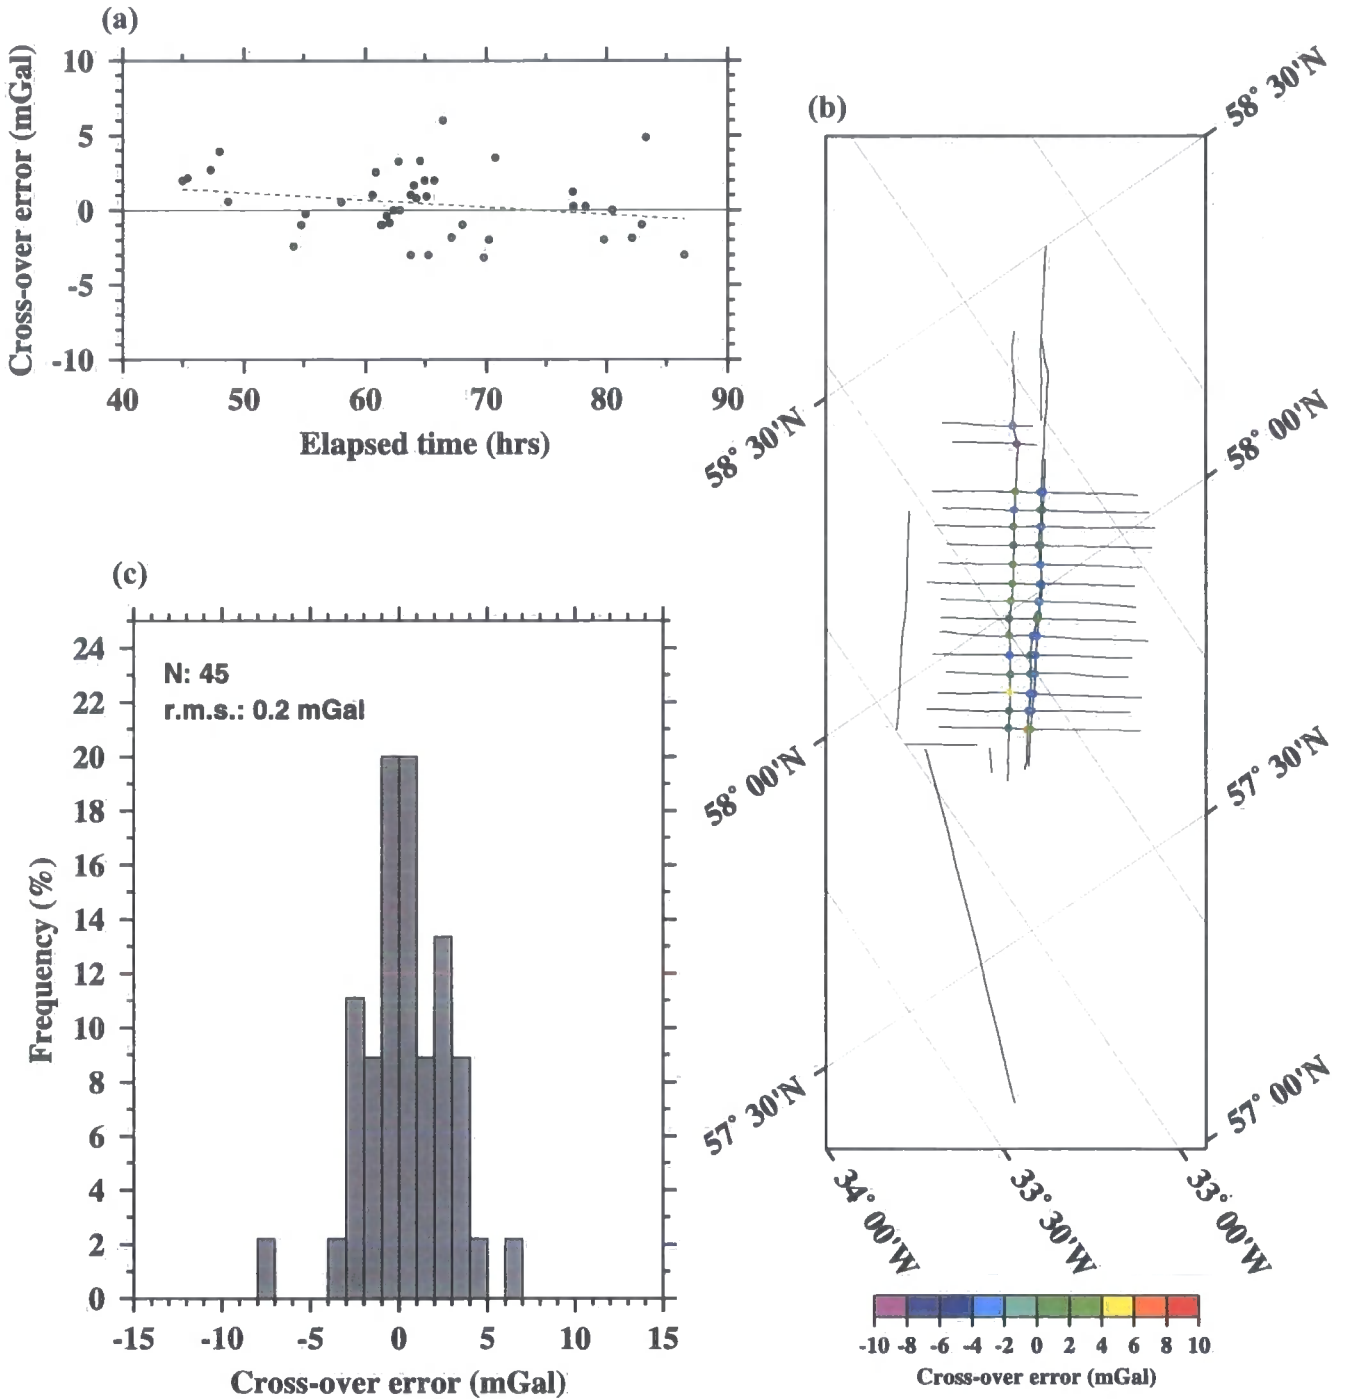 (a)
10
5
0
-5
-10
Cross-over error (mGal)
40 50 60 70 80 90
Elapsed time (hrs)
(b)
58° 30'N
58° 00'N
57° 30'N
57° 00'N
58° 30'N
58° 00'N
57° 30'N
34° 00'W
33° 30'W
33° 00'W
-10 -8 -6 -4 -2 0 2 4 6 8 10
Cross-over error (mGal)
(c)
N: 45
r.m.s.: 0.2 mGal
24
22
20
18
16
14
12
10
8
6
4
2
0
Frequency (%)
-15 -10 -5 0 5 10 15
Cross-over error (mGal)